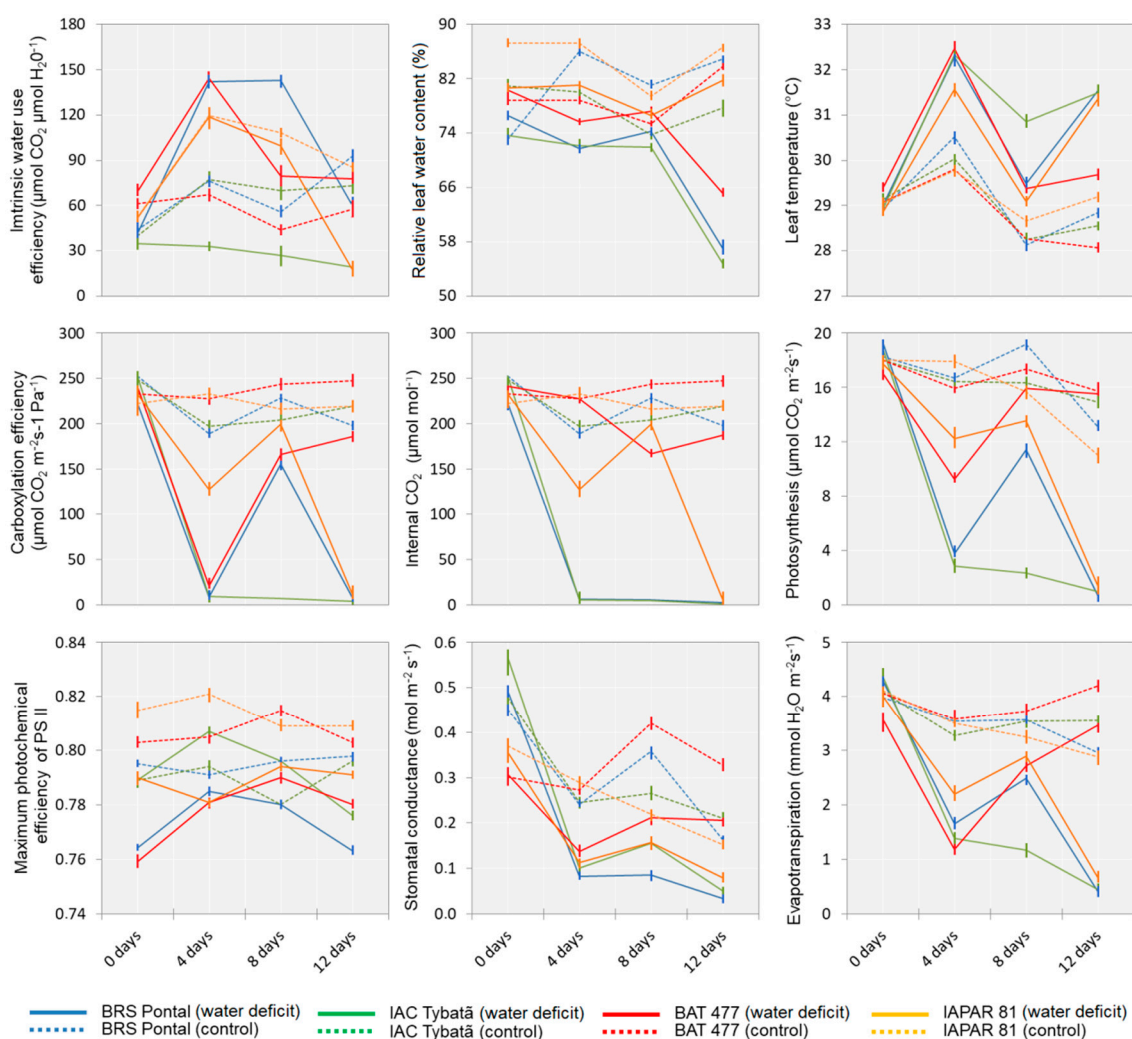 Imtrinsic water use
efficiency (µmol CO₂ µmol H₂0⁻¹)
180
150
120
90
60
30
0
Relative leaf water content (%)
90
82
74
66
58
50
Leaf temperature (°C)
33
32
31
30
29
28
27
Carboxylation efficiency
(µmol CO₂ m⁻²s-1 Pa⁻¹)
300
250
200
150
100
50
0
Internal CO₂ (µmol mol⁻¹)
300
250
200
150
100
50
0
Photosynthesis (µmol CO₂ m⁻²s⁻¹)
20
16
12
8
4
0
Maximum photochemical
efficiency of PS II
0.84
0.82
0.80
0.78
0.76
0.74
0 days
4 days
8 days
12 days
Stomatal conductance (mol m⁻² s⁻¹)
0.6
0.5
0.4
0.3
0.2
0.1
0.0
0 days
4 days
8 days
12 days
Evapotranspiration (mmol H₂O m⁻²s⁻¹)
5
4
3
2
1
0
0 days
4 days
8 days
12 days
BRS Pontal (water deficit) IAC Tybatã (water deficit) BAT 477 (water deficit) IAPAR 81 (water deficit)
BRS Pontal (control) IAC Tybatã (control) BAT 477 (control) IAPAR 81 (control)